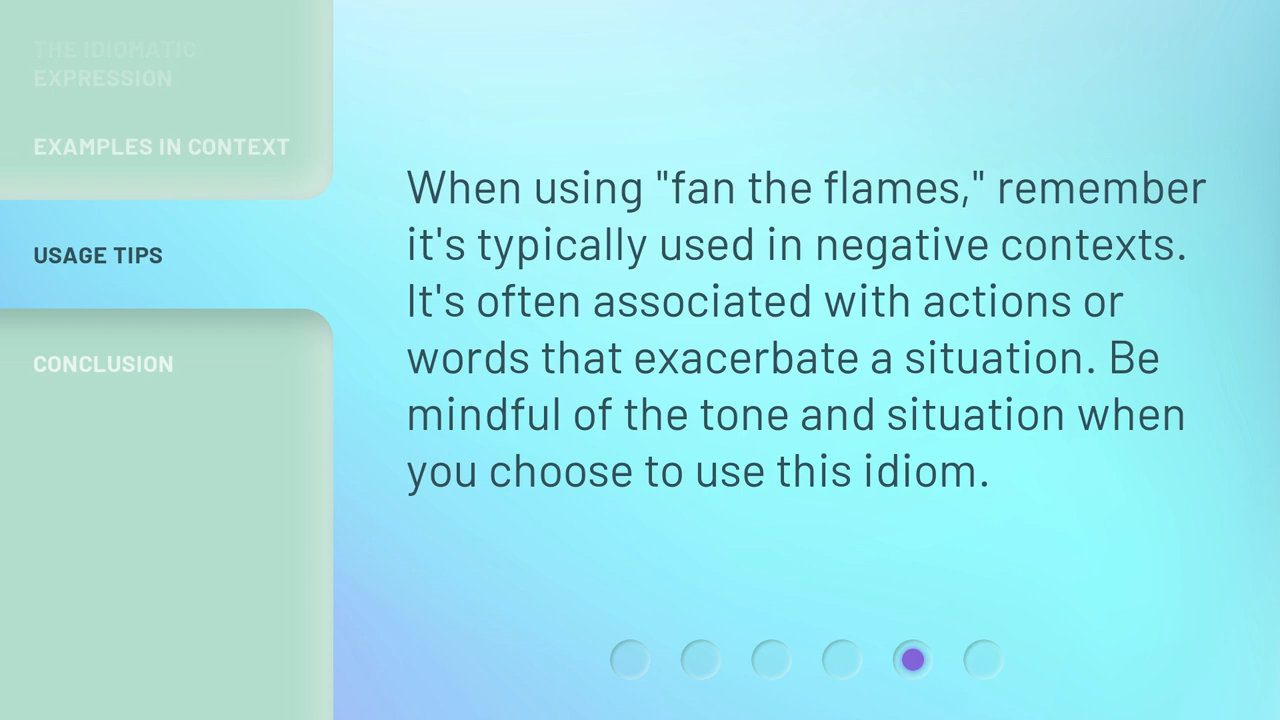 THE IDIOMATIC
EXPRESSION
EXAMPLES IN CONTEXT
USAGE TIPS
CONCLUSION
When using "fan the flames," remember
it's typically used in negative contexts.
It's often associated with actions or
words that exacerbate a situation. Be
mindful of the tone and situation when
you choose to use this idiom.